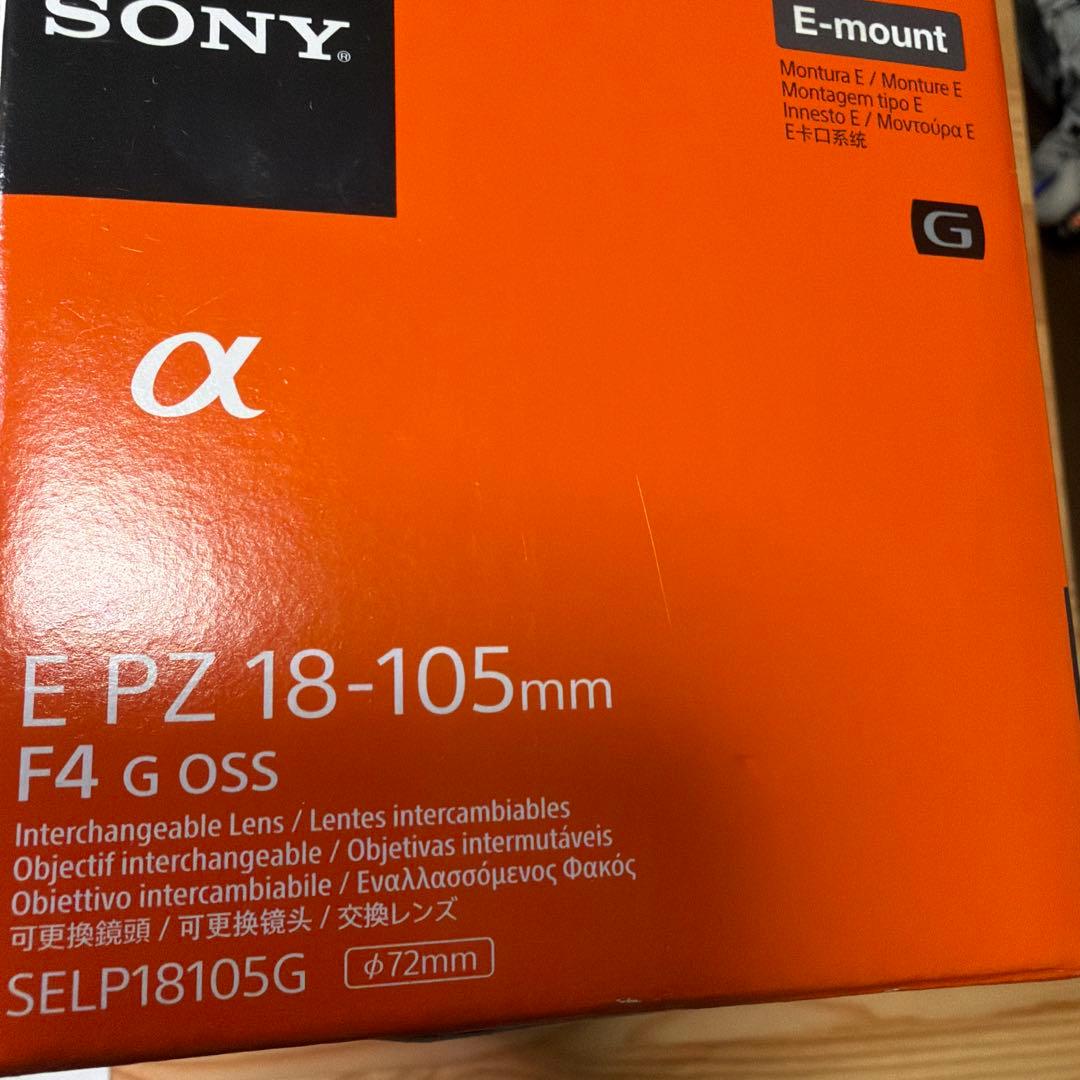 SONY®
E-mount
Montura E / Monture E
Montagem tipo E
Innesto E / Μοντούρα E
E卡口系统
G
α
E PZ 18-105mm
F4 G OSS
Interchangeable Lens / Lentes intercambiables
Objectif interchangeable / Objetivas intermutáveis
Obiettivo intercambiabile / Εναλλασσόμενος Φακός
可更換鏡頭 / 可更换镜头 / 交換レンズ
SELP18105G ϕ72mm